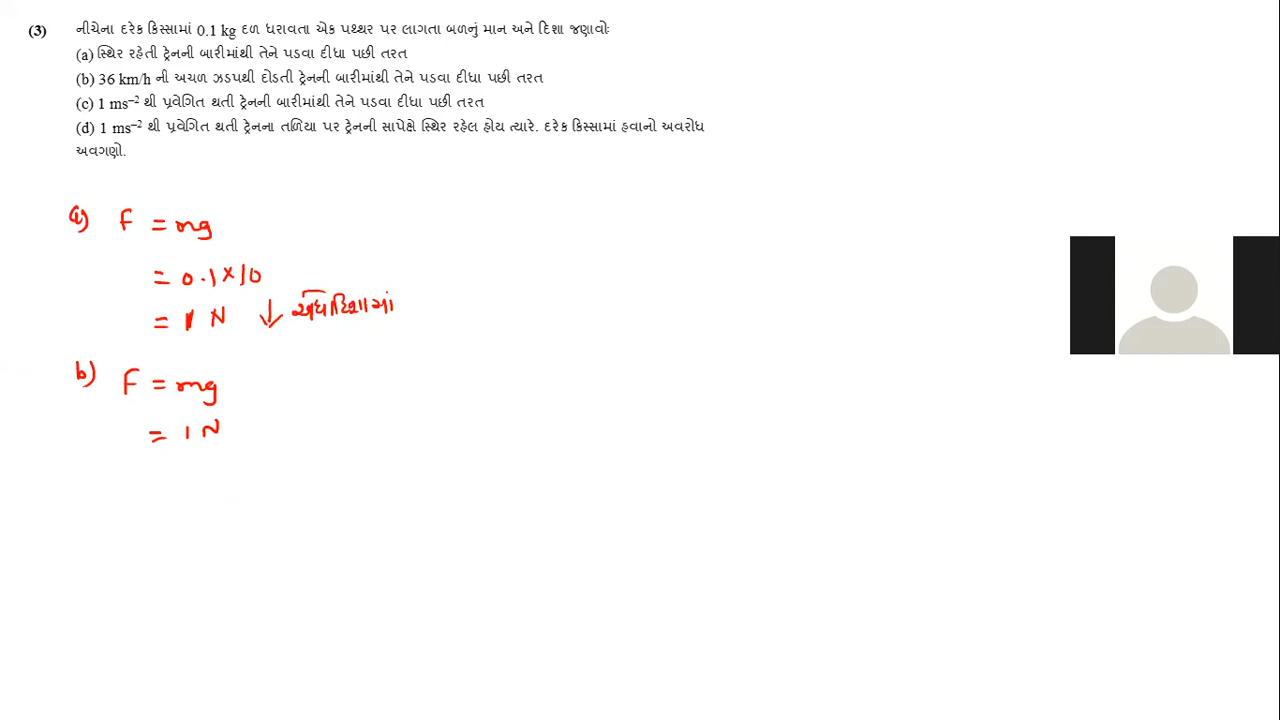 (3) નીચેના દરેક કિસ્સામાં 0.1 kg દળ ધરાવતા એક પથ્થર પર લાગતા બળનું માન અને દિશા જણાવોઃ
(a) સ્થિર રહેતી ટ્રેનની બારીમાંથી તેને પડવા દીધા પછી તરત
(b) 36 km/h ની અચળ ઝડપથી દોડતી ટ્રેનની બારીમાંથી તેને પડવા દીધા પછી તરત
(c) 1 ms⁻² થી પ્રવેગિત થતી ટ્રેનની બારીમાંથી તેને પડવા દીધા પછી તરત
(d) 1 ms⁻² થી પ્રવેગિત થતી ટ્રેનના તળિયા પર ટ્રેનની સાપેક્ષે સ્થિર રહેલ હોય ત્યારે. દરેક કિસ્સામાં હવાનો અવરોધ
અવગણો.
a) F = mg
= 0.1 × 10
= 1 N ↓ અધોદિશામાં
b) F = mg
= 1 N